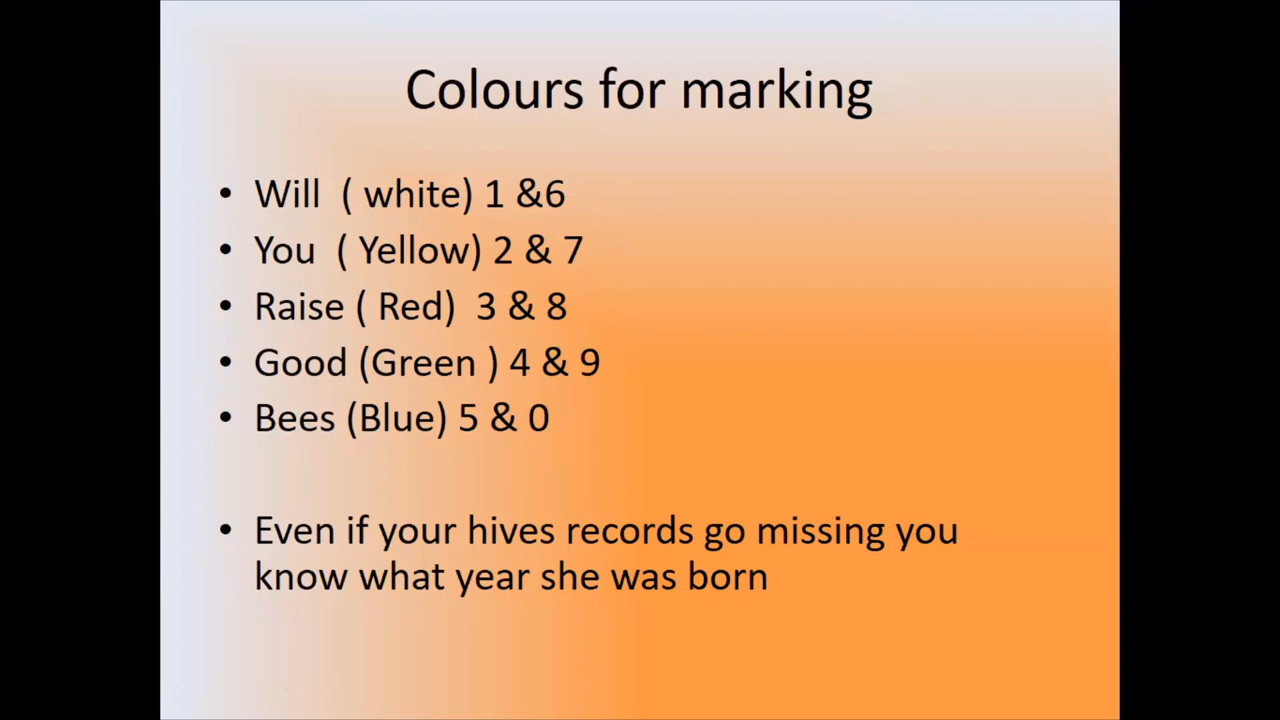 Colours for marking
• Will  ( white) 1 &6
• You  ( Yellow) 2 & 7
• Raise ( Red)  3 & 8
• Good (Green ) 4 & 9
• Bees (Blue) 5 & 0
• Even if your hives records go missing you
know what year she was born